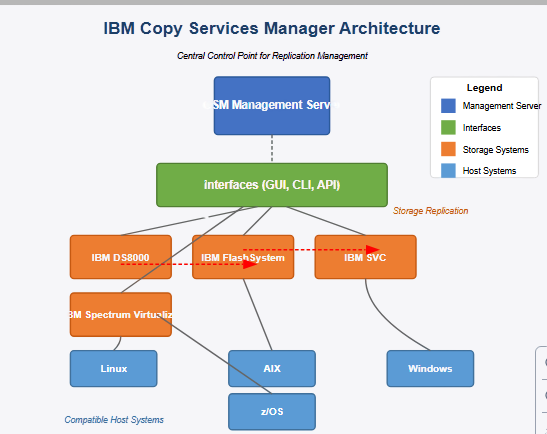 IBM Copy Services Manager Architecture
Central Control Point for Replication Management
SM Management Serv
Legend
Management Server
Interfaces
Storage Systems
Host Systems
interfaces (GUI, CLI, API)
Storage Replication
IBM DS8000
IBM FlashSystem
IBM SVC
BM Spectrum Virtualiz
Linux
AIX
Windows
z/OS
Compatible Host Systems